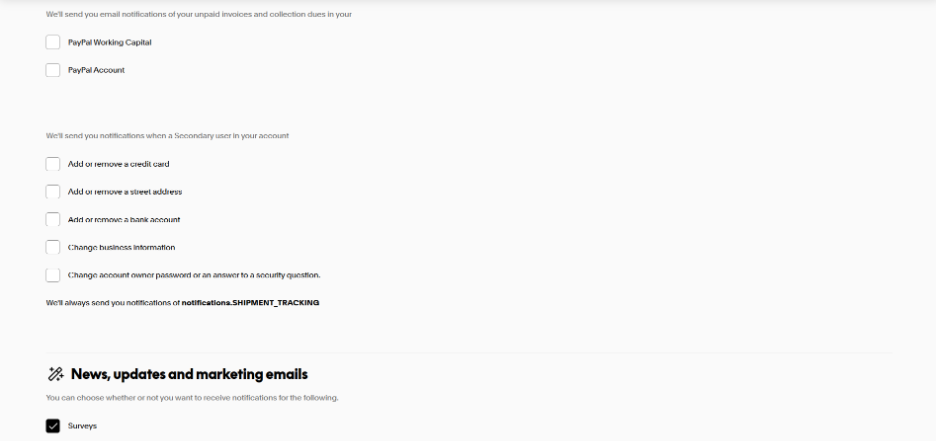 We'll send you email notifications of your unpaid invoices and collection dues in your
PayPal Working Capital
PayPal Account
We'll send you notifications when a Secondary user in your account
Add or remove a credit card
Add or remove a street address
Add or remove a bank account
Change business information
Change account owner password or an answer to a security question.
We'll always send you notifications of notifications.SHIPMENT_TRACKING
News, updates and marketing emails
You can choose whether or not you want to receive notifications for the following.
Surveys